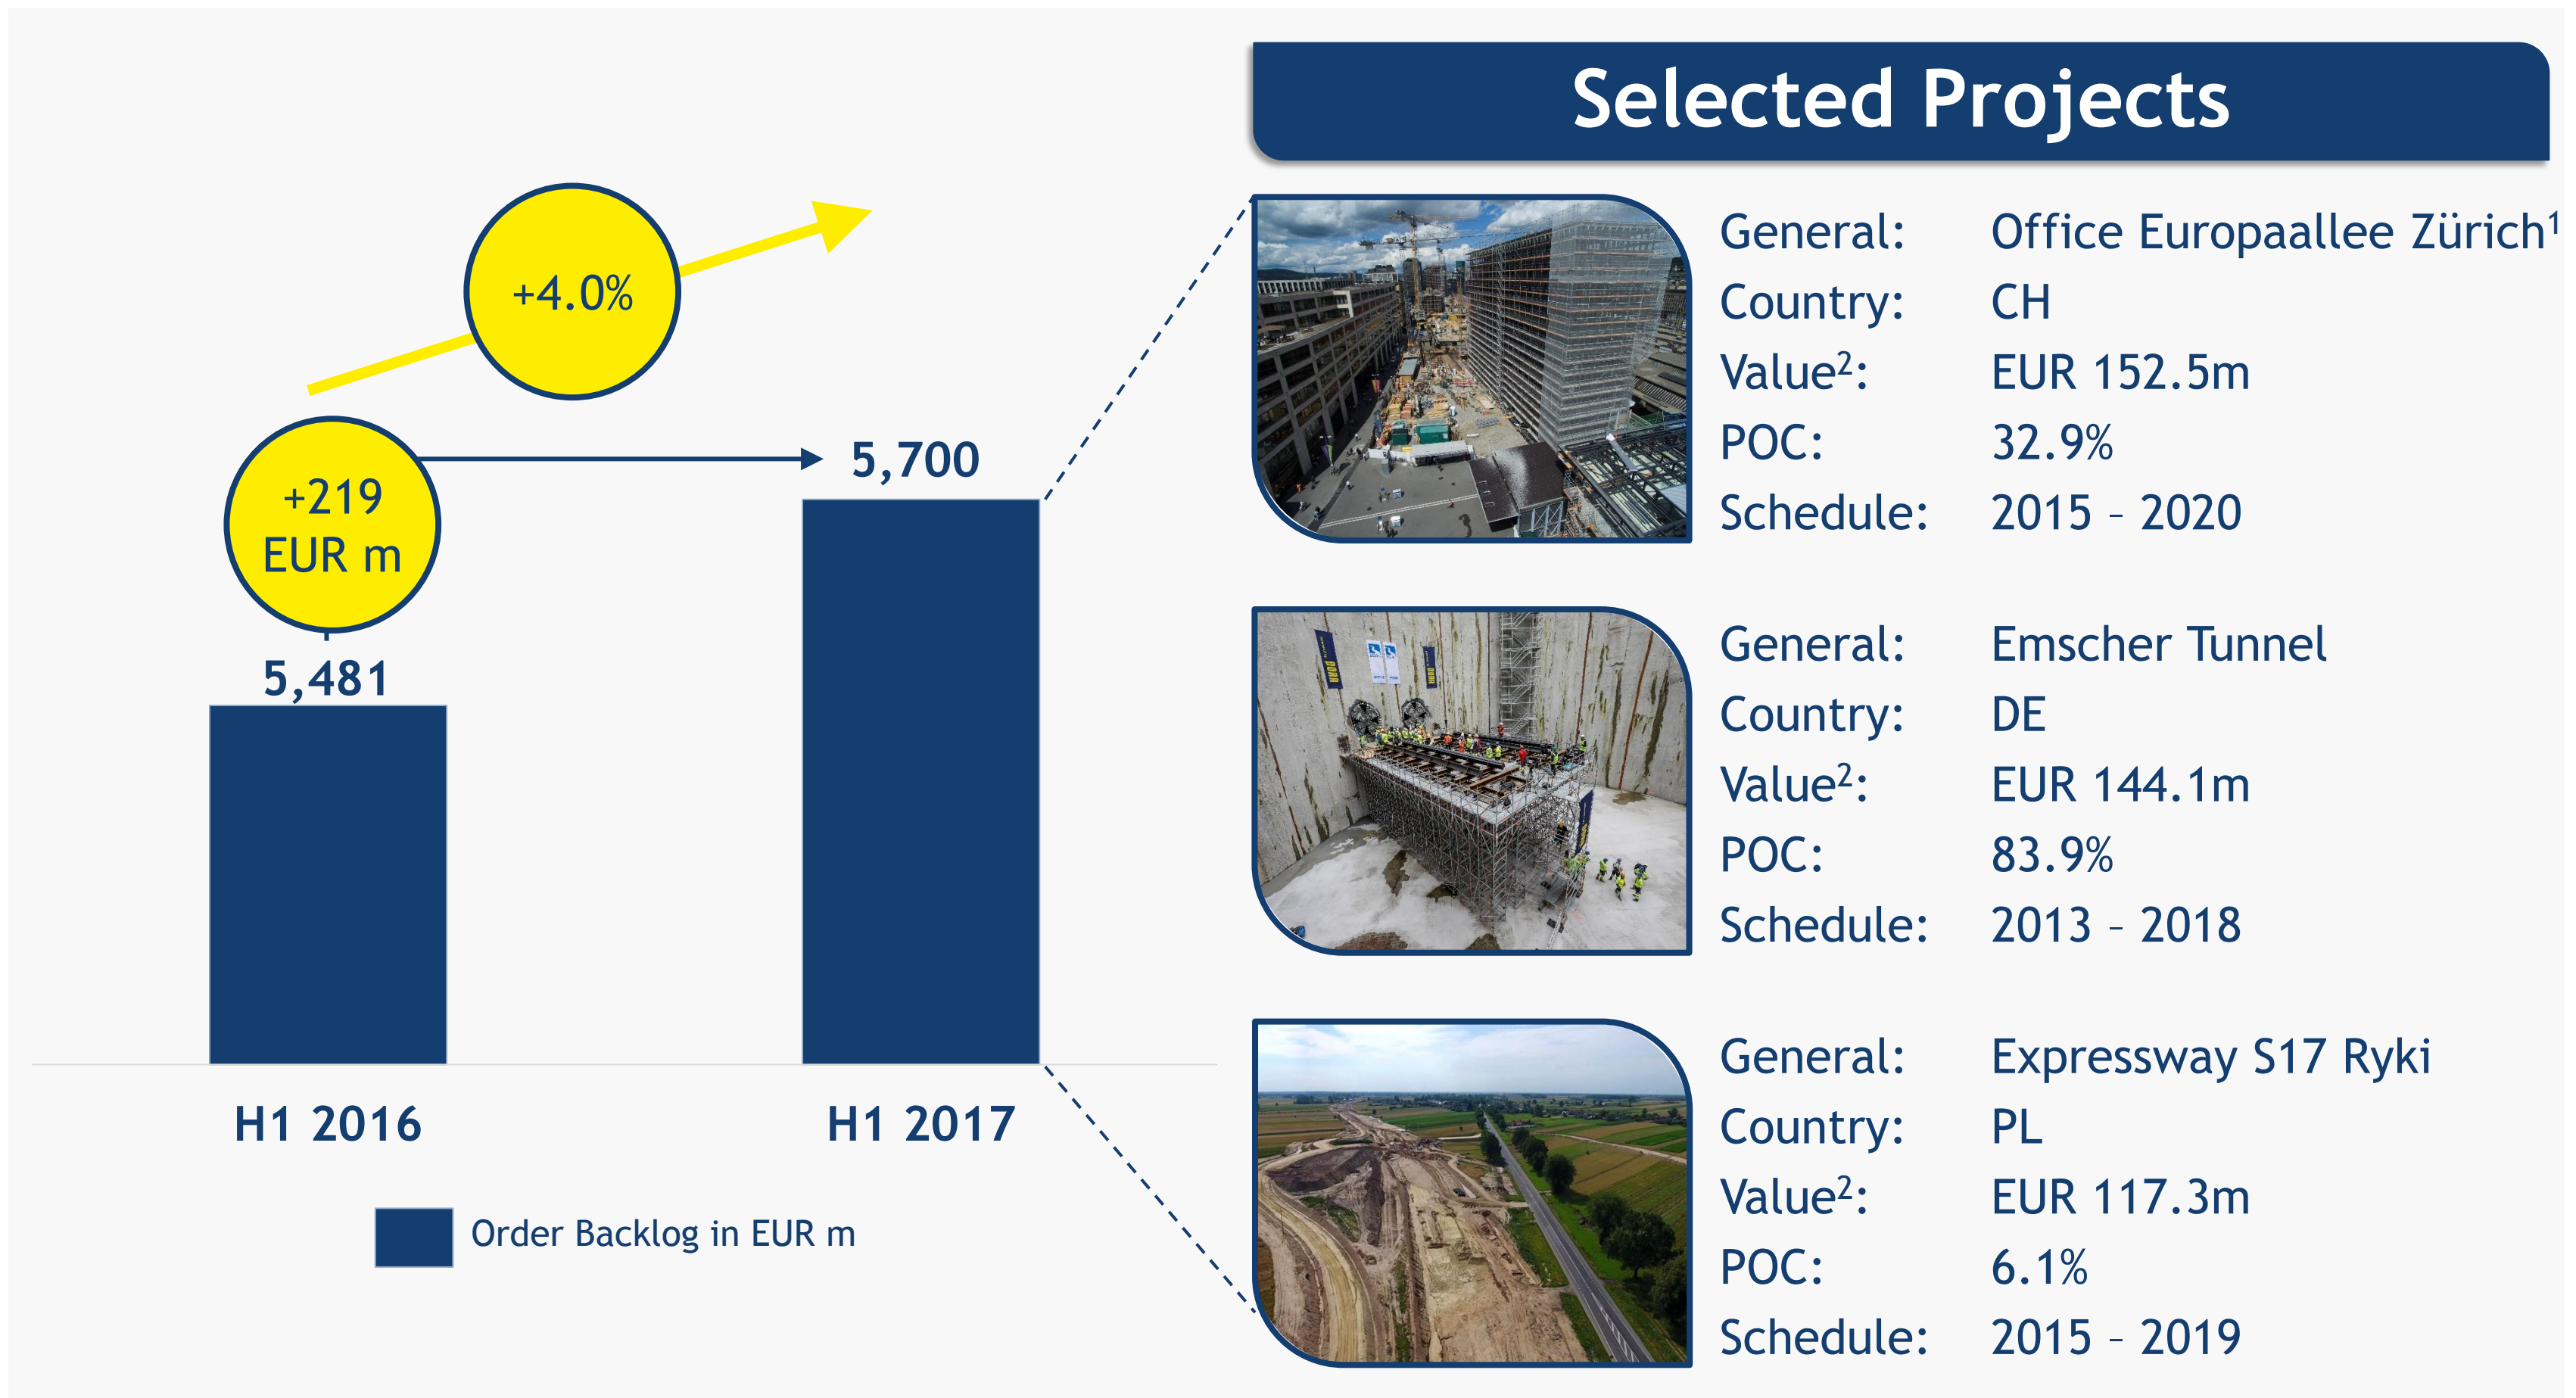 Selected Projects
+4.0%
+219
EUR m
5,481
5,700
H1 2016
H1 2017
Order Backlog in EUR m
General: Office Europaallee Zürich¹
Country: CH
Value²: EUR 152.5m
POC: 32.9%
Schedule: 2015 – 2020
General: Emscher Tunnel
Country: DE
Value²: EUR 144.1m
POC: 83.9%
Schedule: 2013 – 2018
General: Expressway S17 Ryki
Country: PL
Value²: EUR 117.3m
POC: 6.1%
Schedule: 2015 – 2019